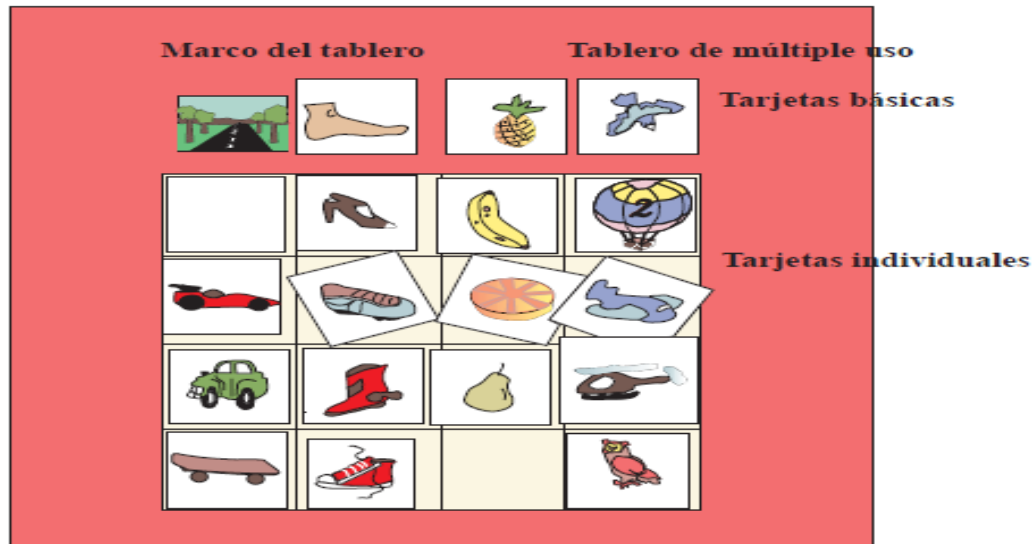 Marco del tablero
Tablero de múltiple uso
Tarjetas básicas
2
Tarjetas individuales